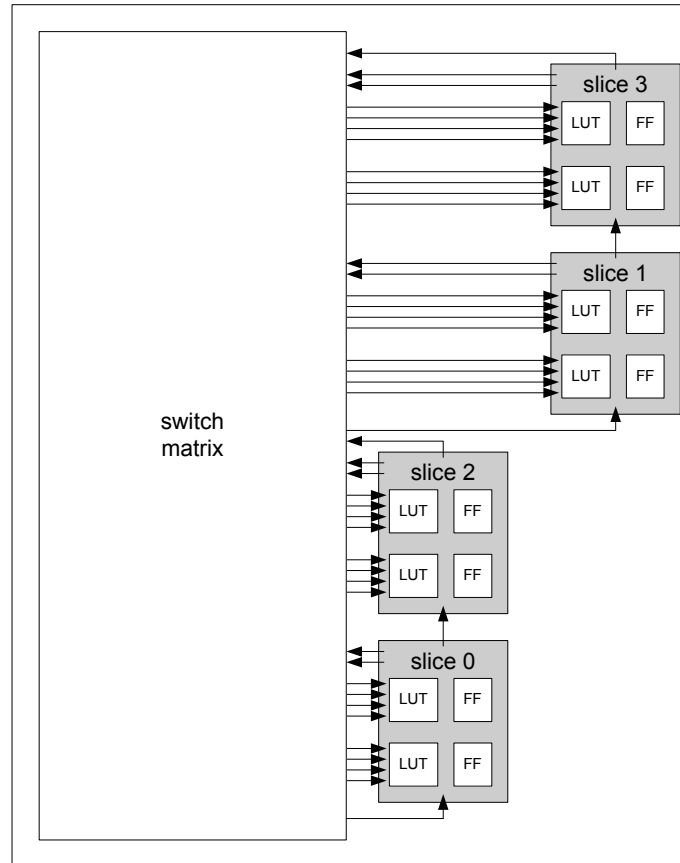 slice 3
LUT FF
LUT FF
slice 1
LUT FF
LUT FF
switch
matrix
slice 2
LUT FF
LUT FF
slice 0
LUT FF
LUT FF